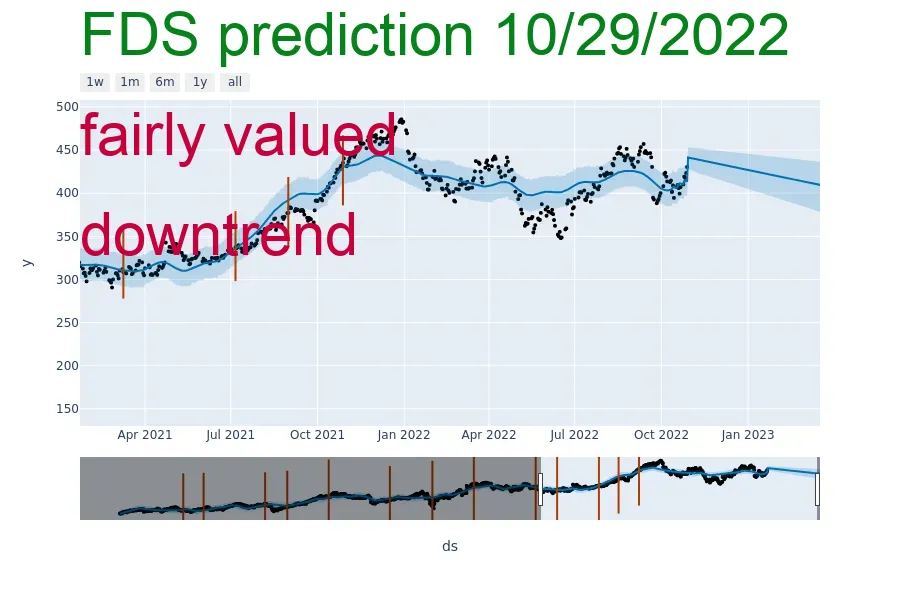 FDS prediction 10/29/2022
1w 1m 6m 1y all
500
fairly valued
450
400
350
downtrend
300
250
200
150
y
Apr 2021 Jul 2021 Oct 2021 Jan 2022 Apr 2022 Jul 2022 Oct 2022 Jan 2023
ds